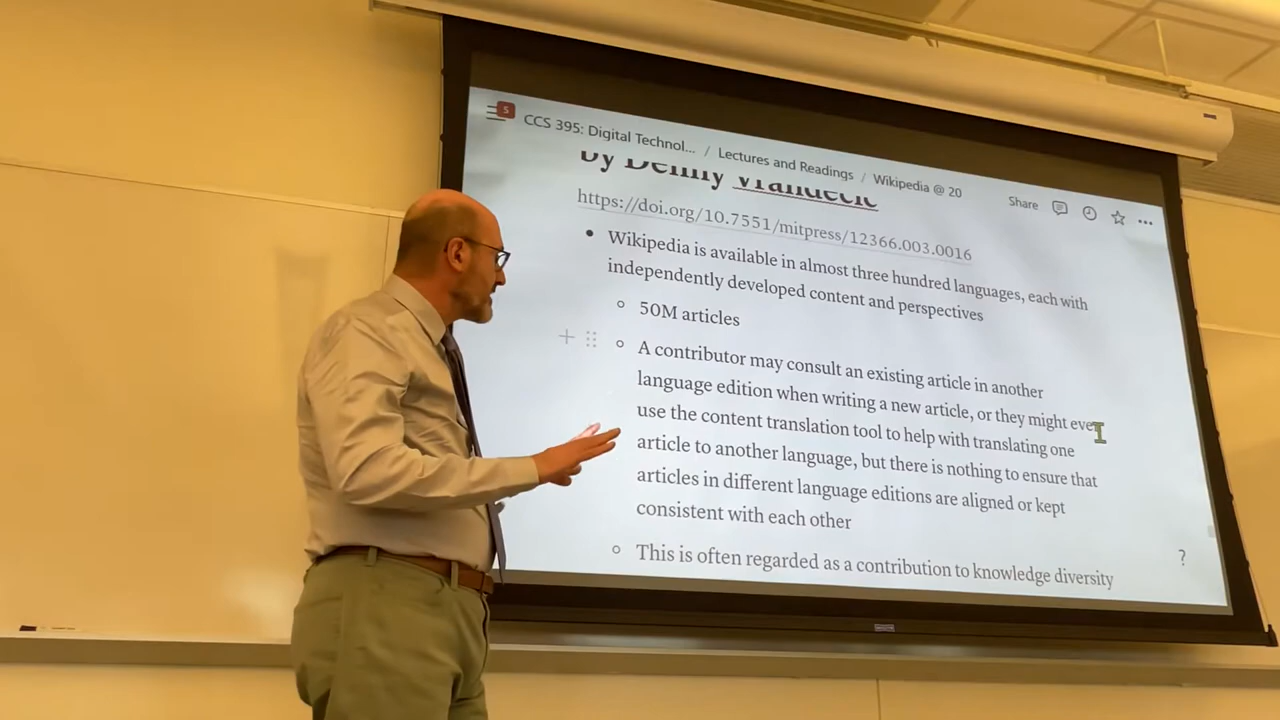 5
CCS 395: Digital Technol... / Lectures and Readings / Wikipedia @ 20
Share
by Denny Vrandečić
https://doi.org/10.7551/mitpress/12366.003.0016
• Wikipedia is available in almost three hundred languages, each with
independently developed content and perspectives
50M articles
A contributor may consult an existing article in another
language edition when writing a new article, or they might even
use the content translation tool to help with translating one
article to another language, but there is nothing to ensure that
articles in different language editions are aligned or kept
consistent with each other
This is often regarded as a contribution to knowledge diversity
?